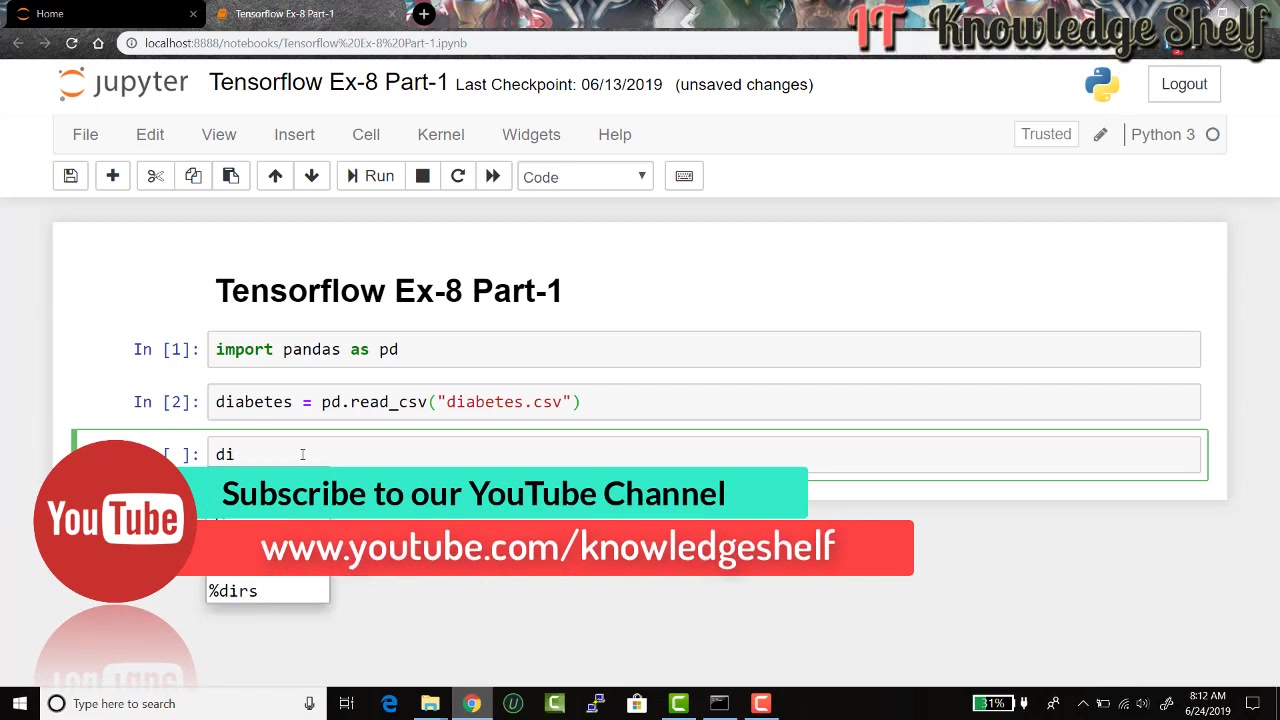 Home
Tensorflow Ex-8 Part-1
IT Knowledge Shelf
localhost:8888/notebooks/Tensorflow%20Ex-8%20Part-1.ipynb
jupyter Tensorflow Ex-8 Part-1 Last Checkpoint: 06/13/2019 (unsaved changes)
Logout
File Edit View Insert Cell Kernel Widgets Help
Trusted
Python 3
Run
Code
Tensorflow Ex-8 Part-1
In [1]: import pandas as pd
In [2]: diabetes = pd.read_csv("diabetes.csv")
[ ]: di
Subscribe to our YouTube Channel
YouTube
www.youtube.com/knowledgeshelf
%dirs
Type here to search
31%
8:12 AM
6/24/2019